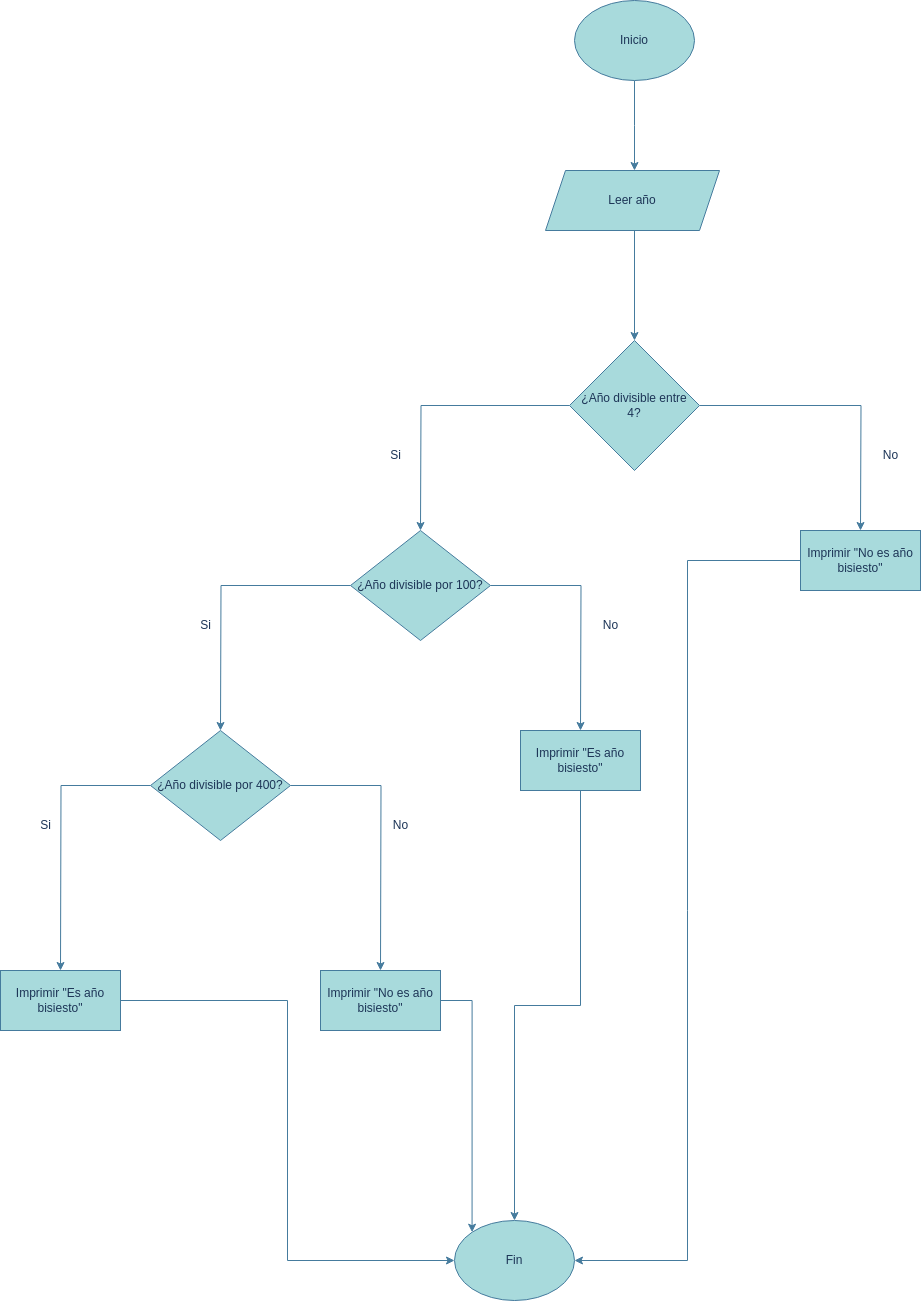 Inicio
Leer año
¿Año divisible entre
4?
Si
No
¿Año divisible por 100?
Imprimir "No es año
bisiesto"
Si
No
¿Año divisible por 400?
Imprimir "Es año
bisiesto"
Si
No
Imprimir "Es año
bisiesto"
Imprimir "No es año
bisiesto"
Fin